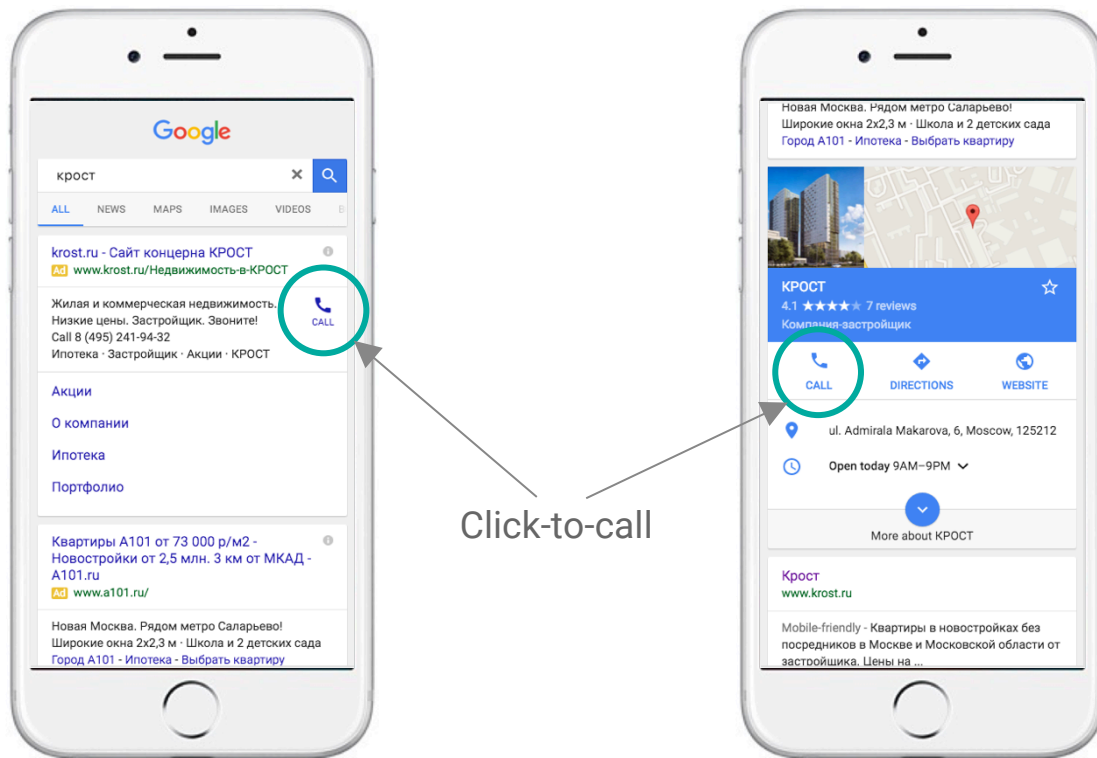 Google
крост
ALL NEWS MAPS IMAGES VIDEOS
krost.ru - Сайт концерна КРОСТ
Ad www.krost.ru/Недвижимость-в-КРОСТ
Жилая и коммерческая недвижимость.
Низкие цены. Застройщик. Звоните!
Call 8 (495) 241-94-32
Ипотека · Застройщик · Акции · КРОСТ
CALL
Акции
О компании
Ипотека
Портфолио
Квартиры А101 от 73 000 р/м2 -
Новостройки от 2,5 млн. 3 км от МКАД -
A101.ru
Ad www.a101.ru/
Новая Москва. Рядом метро Саларьево!
Широкие окна 2х2,3 м · Школа и 2 детских сада
Город А101 - Ипотека - Выбрать квартиру
Click-to-call
Новая Москва. Рядом метро Саларьево!
Широкие окна 2х2,3 м · Школа и 2 детских сада
Город А101 - Ипотека - Выбрать квартиру
КРОСТ
4.1 ★★★★★ 7 reviews
Компания-застройщик
CALL DIRECTIONS WEBSITE
ul. Admirala Makarova, 6, Moscow, 125212
Open today 9AM–9PM
More about КРОСТ
Крост
www.krost.ru
Mobile-friendly - Квартиры в новостройках без
посредников в Москве и Московской области от
застройщика. Цены на ...